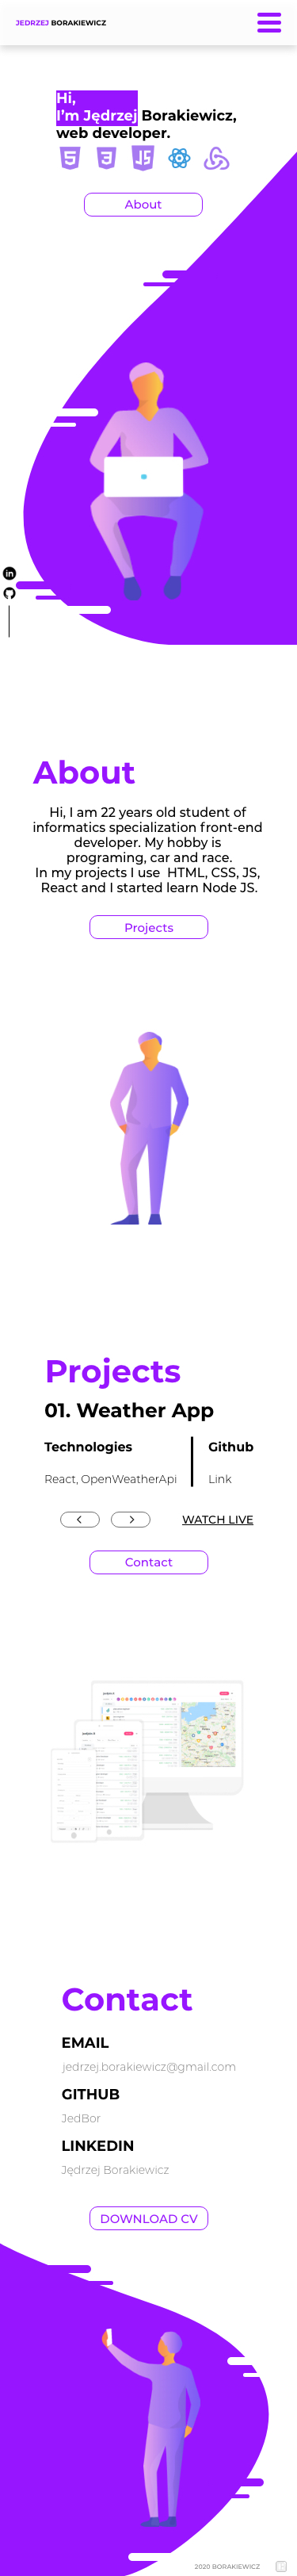 JEDRZEJ BORAKIEWICZ
Hi,
I’m Jędrzej Borakiewicz,
web developer.
About
About
Hi, I am 22 years old student of
informatics specialization front-end
developer. My hobby is
programing, car and race.
In my projects I use HTML, CSS, JS,
React and I started learn Node JS.
Projects
Projects
01. Weather App
Technologies
Github
React, OpenWeatherApi
Link
WATCH LIVE
Contact
Contact
EMAIL
jedrzej.borakiewicz@gmail.com
GITHUB
JedBor
LINKEDIN
Jędrzej Borakiewicz
DOWNLOAD CV
2020 BORAKIEWICZ